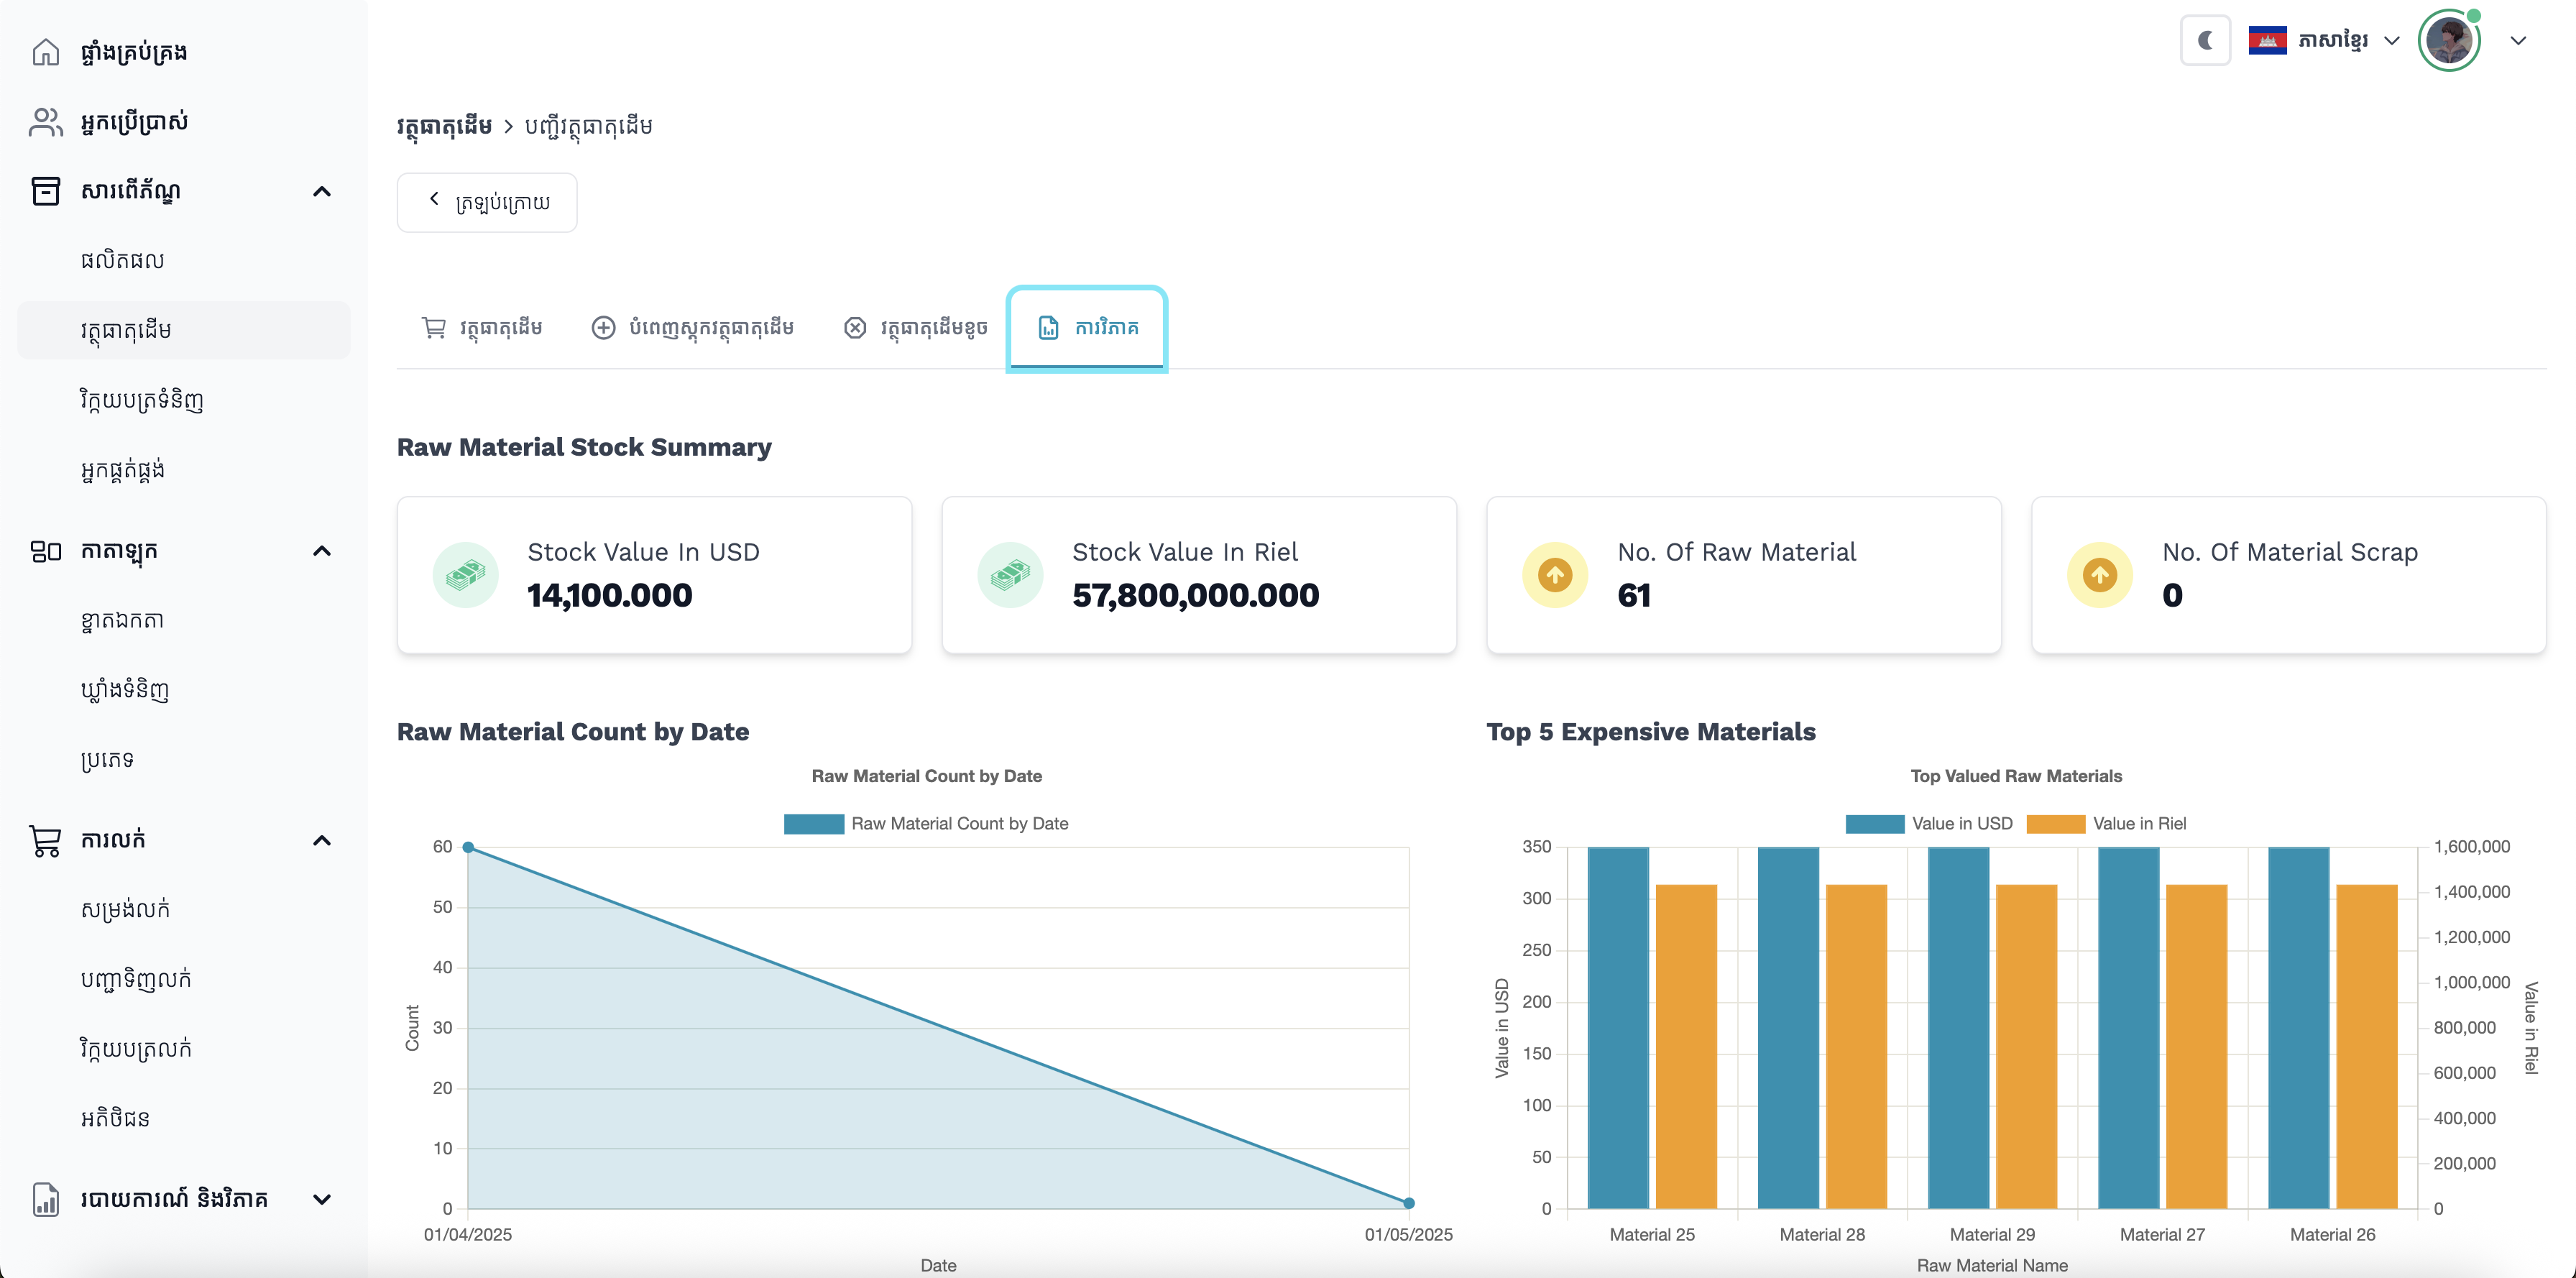 ភាសាខ្មែរ
ផ្ទាំងគ្រប់គ្រង
អ្នកប្រើប្រាស់
សារពើភ័ណ្ឌ
ផលិតផល
វត្ថុធាតុដើម
វិក្កយបត្រទំនិញ
អ្នកផ្គត់ផ្គង់
កាតាឡុក
ខ្នាតឯកតា
ឃ្លាំងទំនិញ
ប្រភេទ
ការលក់
សម្រង់លក់
បញ្ជាទិញលក់
វិក្កយបត្រលក់
អតិថិជន
របាយការណ៍ និងវិភាគ
វត្ថុធាតុដើម > បញ្ជីវត្ថុធាតុដើម
ត្រឡប់ក្រោយ
វត្ថុធាតុដើម បំពេញស្តុកវត្ថុធាតុដើម វត្ថុធាតុដើមខូច ការវិភាគ
Raw Material Stock Summary
Stock Value In USD
14,100.000
Stock Value In Riel
57,800,000.000
No. Of Raw Material
61
No. Of Material Scrap
0
Raw Material Count by Date
Raw Material Count by Date
Raw Material Count by Date
60
50
40
30
20
10
0
Count
01/04/2025 01/05/2025
Date
Top 5 Expensive Materials
Top Valued Raw Materials
Value in USD Value in Riel
350
300
250
200
150
100
50
0
Value in USD
1,600,000
1,400,000
1,200,000
1,000,000
800,000
600,000
400,000
200,000
0
Value in Riel
Material 25 Material 28 Material 29 Material 27 Material 26
Raw Material Name